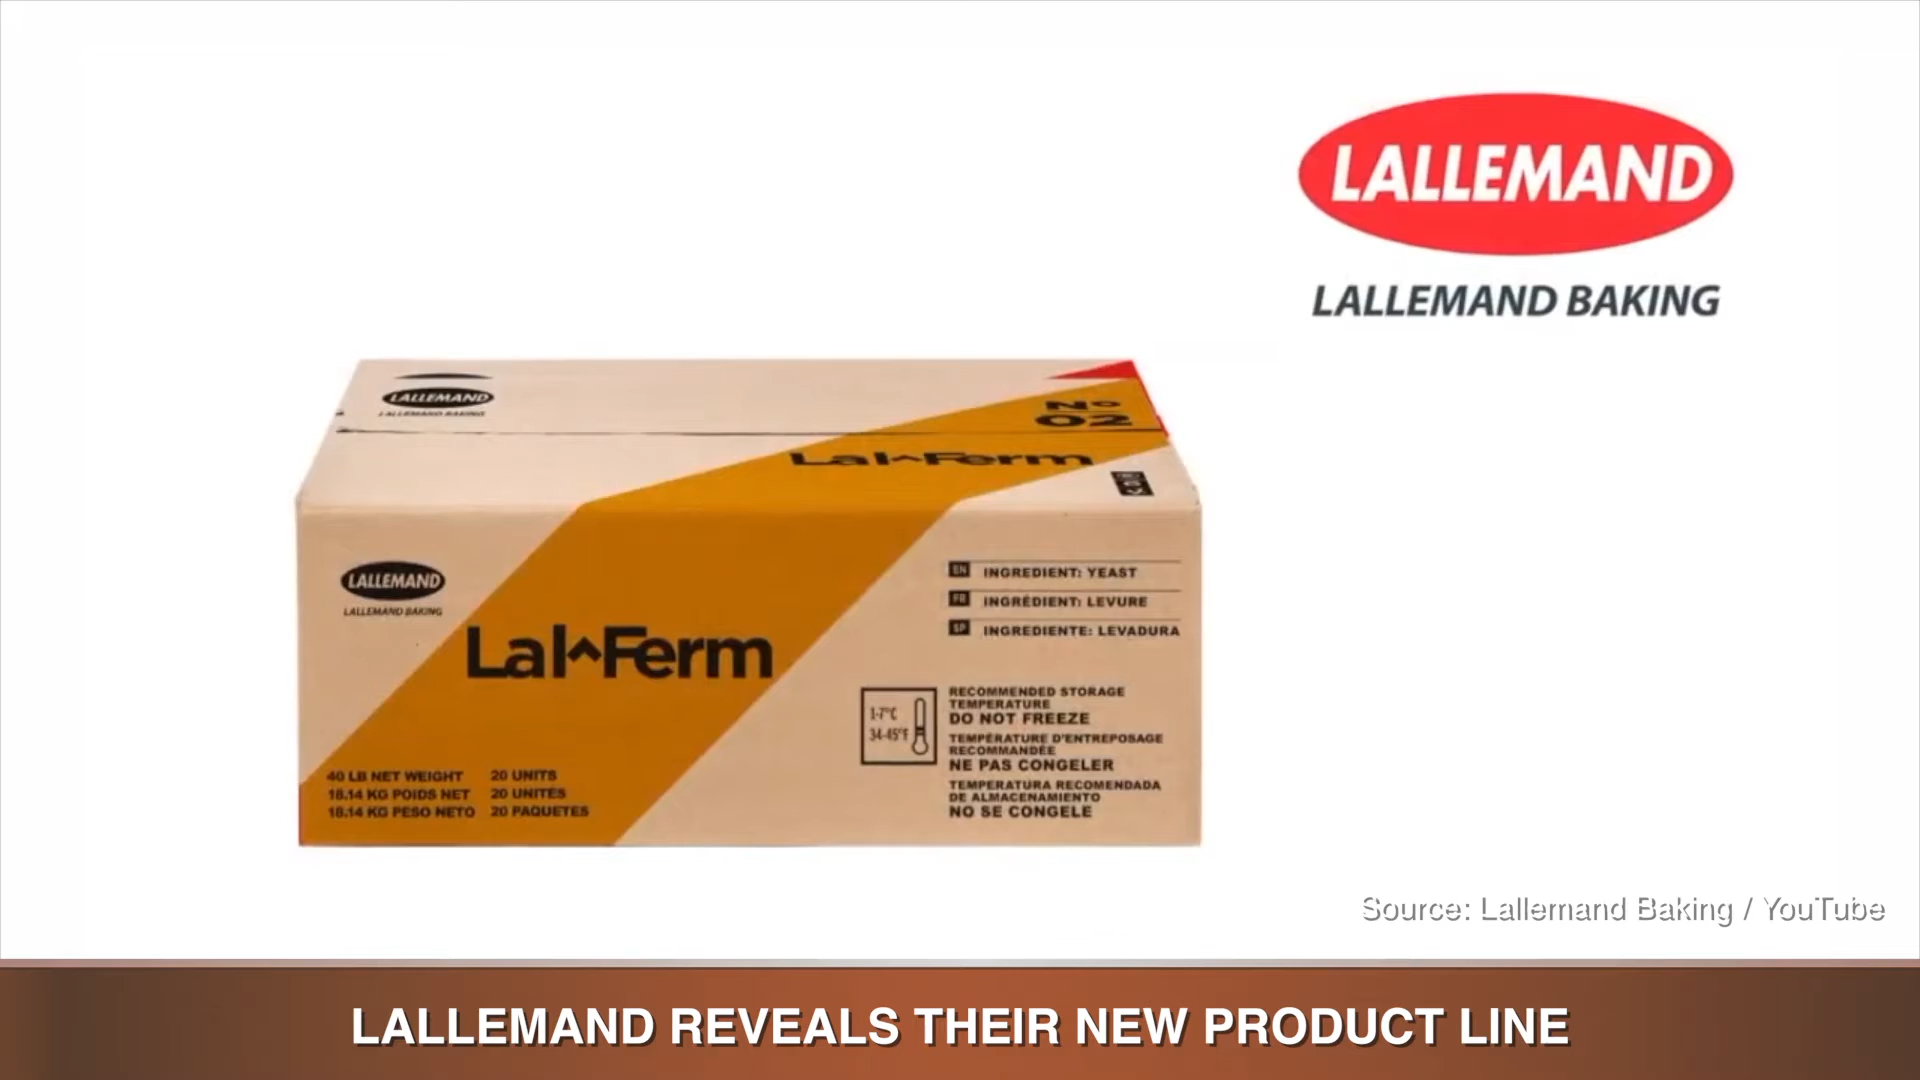 LALLEMAND
LALLEMAND BAKING
LALLEMAND
LALLEMAND BAKING
Nº
02
Lal^Ferm
LALLEMAND
LALLEMAND BAKING
Lal^Ferm
EN INGREDIENT: YEAST
FR INGRÉDIENT: LEVURE
SP INGREDIENTE: LEVADURA
1-7°C
34-45°F
RECOMMENDED STORAGE
TEMPERATURE
DO NOT FREEZE
TEMPÉRATURE D'ENTREPOSAGE
RECOMMANDÉE
NE PAS CONGELER
TEMPERATURA RECOMENDADA
DE ALMACENAMIENTO
NO SE CONGELE
40 LB NET WEIGHT 20 UNITS
18.14 KG POIDS NET 20 UNITÉS
18.14 KG PESO NETO 20 PAQUETES
Source: Lallemand Baking / YouTube
LALLEMAND REVEALS THEIR NEW PRODUCT LINE